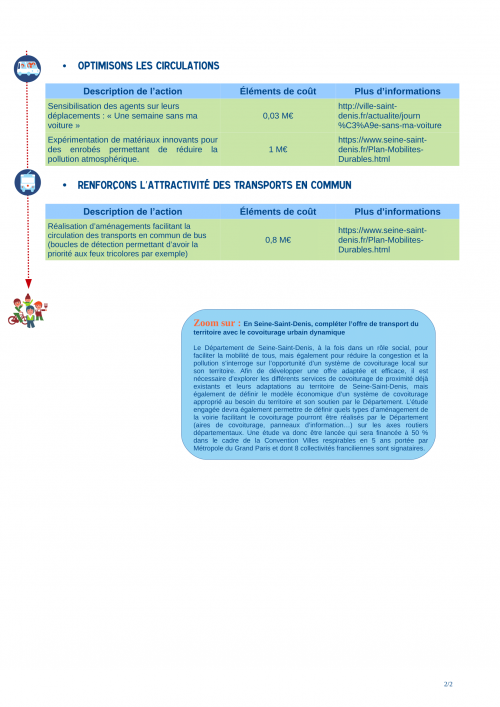 • OPTIMISONS LES CIRCULATIONS
Description de l'action
Éléments de coût
Plus d'informations
Sensibilisation des agents sur leurs
déplacements : « Une semaine sans ma
voiture »
0,03 M€
http://ville-saint-
denis.fr/actualite/journ
%C3%A9e-sans-ma-voiture
Expérimentation de matériaux innovants pour
des enrobés permettant de réduire la
pollution atmosphérique.
1 M€
https://www.seine-saint-
denis.fr/Plan-Mobilites-
Durables.html
• RENFORÇONS L'ATTRACTIVITÉ DES TRANSPORTS EN COMMUN
Description de l'action
Éléments de coût
Plus d'informations
Réalisation d'aménagements facilitant la
circulation des transports en commun de bus
(boucles de détection permettant d'avoir la
priorité aux feux tricolores par exemple)
0,8 M€
https://www.seine-saint-
denis.fr/Plan-Mobilites-
Durables.html
Zoom sur : En Seine-Saint-Denis, compléter l'offre de transport du
territoire avec le covoiturage urbain dynamique
Le Département de Seine-Saint-Denis, à la fois dans un rôle social, pour
faciliter la mobilité de tous, mais également pour réduire la congestion et la
pollution s'interroge sur l'opportunité d'un système de covoiturage local sur
son territoire. Afin de développer une offre adaptée et efficace, il est
nécessaire d'explorer les différents services de covoiturage de proximité déjà
existants et leurs adaptations au territoire de Seine-Saint-Denis, mais
également de définir le modèle économique d'un système de covoiturage
approprié au besoin du territoire et son soutien par le Département. L'étude
engagée devra également permettre de définir quels types d'aménagement de
la voirie facilitant le covoiturage pourront être réalisés par le Département
(aires de covoiturage, panneaux d'information…) sur les axes routiers
départementaux. Une étude va donc être lancée qui sera financée à 50 %
dans le cadre de la Convention Villes respirables en 5 ans portée par
Métropole du Grand Paris et dont 8 collectivités franciliennes sont signataires.
2/2